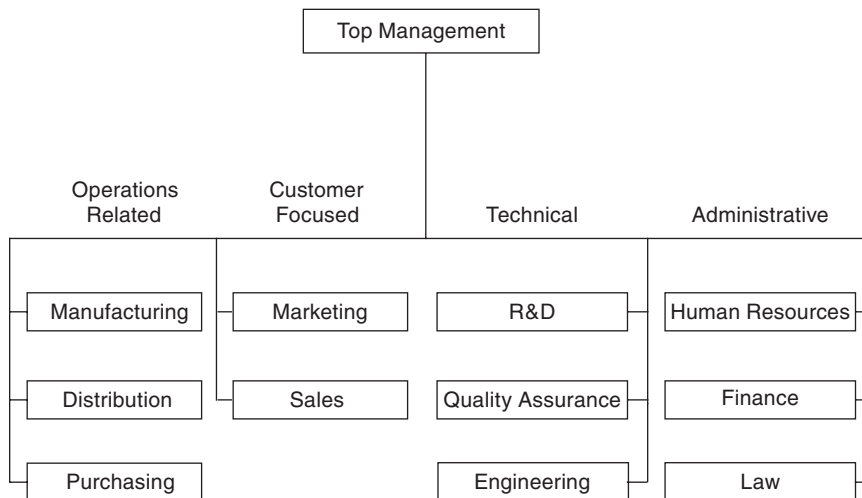 Top Management
Operations
Related
Customer
Focused
Technical
Administrative
Manufacturing
Marketing
R&D
Human Resources
Distribution
Sales
Quality Assurance
Finance
Purchasing
Engineering
Law